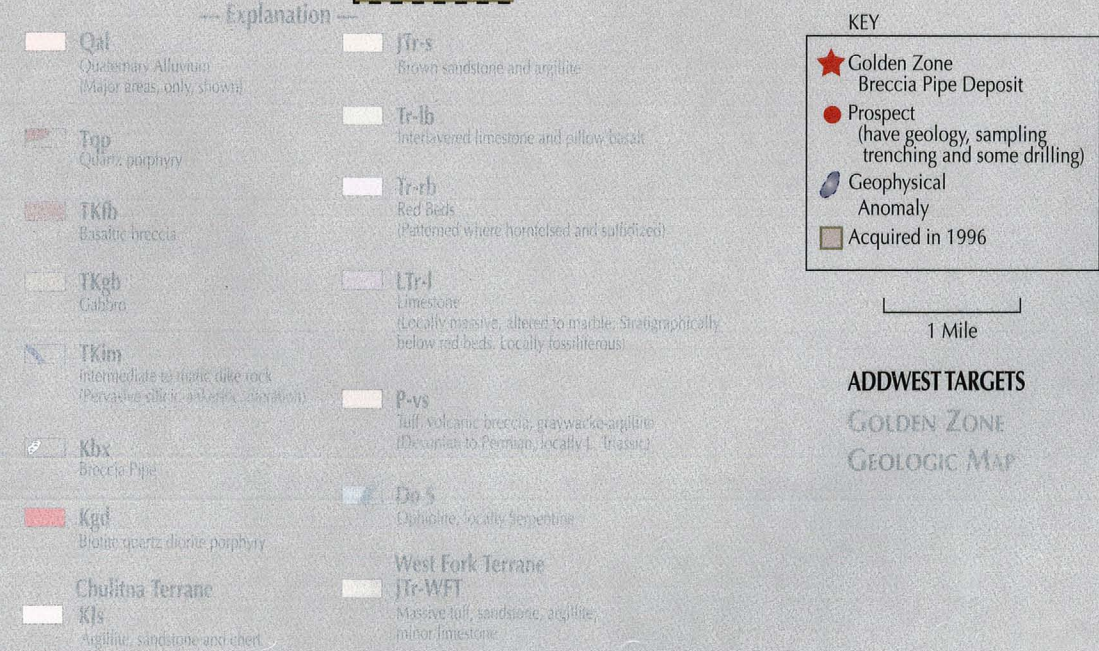 — Explanation —
Qal
Quaternary Alluvium
(Major areas, only, shown)
Tqp
Quartz porphyry
TKfb
Basaltic breccia
TKgb
Gabbro
TKim
Intermediate to mafic dike rock
(Pervasive silicic, ankeritic, alteration)
Kbx
Breccia Pipe
Kgd
Biotite quartz diorite porphyry
Chulitna Terrane
KJs
Argillite, sandstone and chert
JTr-s
Brown sandstone and argillite
Tr-lb
Interlayered limestone and pillow basalt
Tr-rb
Red Beds
(Patterned where hornfelsed and sulfidized)
LTr-l
Limestone
(Locally massive, altered to marble. Stratigraphically
below red beds. Locally fossiliferous)
P-vs
Tuff, volcanic breccia, graywacke-argillite
(Devonian to Permian, locally L. Triassic)
Do S
Ophiolite, locally Serpentine
West Fork Terrane
JTr-WFT
Massive tuff, sandstone, argillite,
minor limestone
KEY
Golden Zone
Breccia Pipe Deposit
Prospect
(have geology, sampling
trenching and some drilling)
Geophysical
Anomaly
Acquired in 1996
1 Mile
ADDWEST TARGETS
GOLDEN ZONE
GEOLOGIC MAP